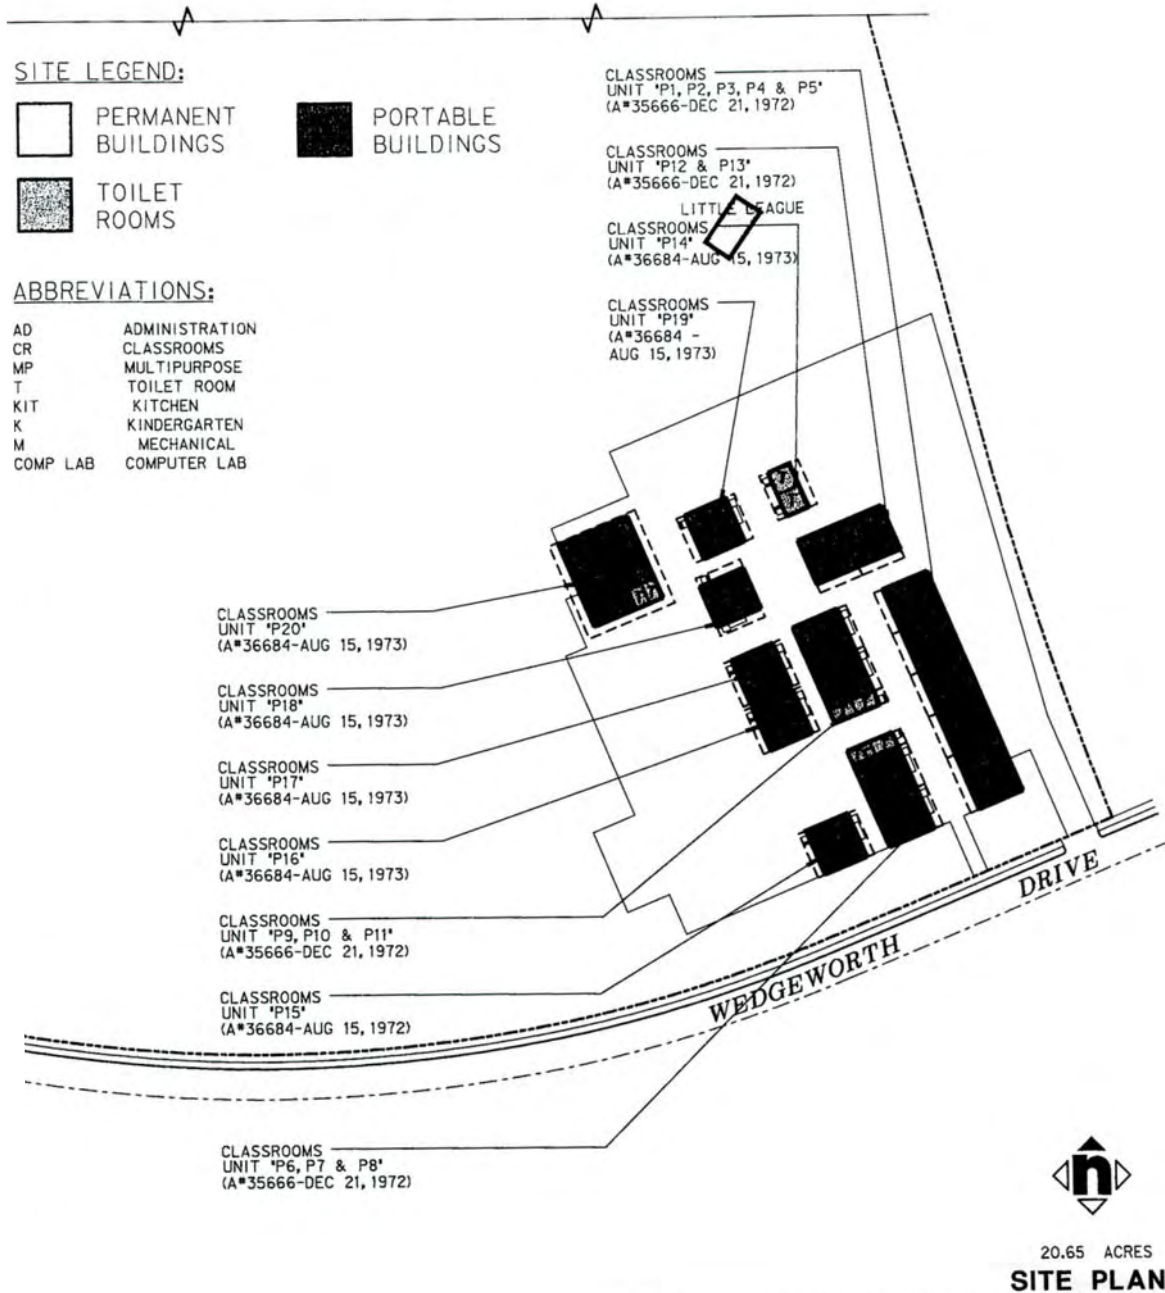 SITE LEGEND:
PERMANENT
BUILDINGS
PORTABLE
BUILDINGS
TOILET
ROOMS
ABBREVIATIONS:
AD ADMINISTRATION
CR CLASSROOMS
MP MULTIPURPOSE
T TOILET ROOM
KIT KITCHEN
K KINDERGARTEN
M MECHANICAL
COMP LAB COMPUTER LAB
CLASSROOMS
UNIT 'P1, P2, P3, P4 & P5'
(A#35666-DEC 21, 1972)
CLASSROOMS
UNIT 'P12 & P13'
(A#35666-DEC 21, 1972)
LITTLE LEAGUE
CLASSROOMS
UNIT 'P14'
(A#36684-AUG 15, 1973)
CLASSROOMS
UNIT 'P19'
(A#36684 -
AUG 15, 1973)
CLASSROOMS
UNIT 'P20'
(A#36684-AUG 15, 1973)
CLASSROOMS
UNIT 'P18'
(A#36684-AUG 15, 1973)
CLASSROOMS
UNIT 'P17'
(A#36684-AUG 15, 1973)
CLASSROOMS
UNIT 'P16'
(A#36684-AUG 15, 1973)
CLASSROOMS
UNIT 'P9, P10 & P11'
(A#35666-DEC 21, 1972)
CLASSROOMS
UNIT 'P15'
(A#36684-AUG 15, 1972)
CLASSROOMS
UNIT 'P6, P7 & P8'
(A#35666-DEC 21, 1972)
WEDGEWORTH DRIVE
n
20.65 ACRES
SITE PLAN